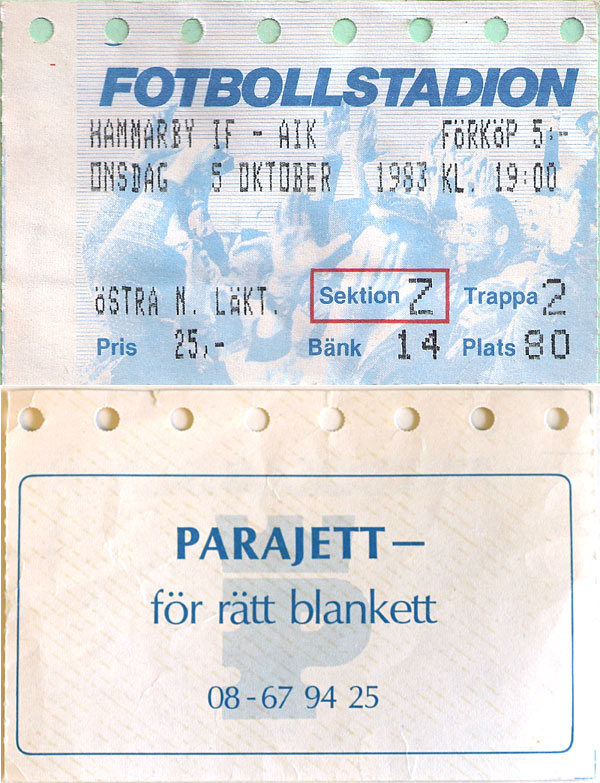 FOTBOLLSTADION
HAMMARBY IF - AIK FÖRKÖP 5:-
ONSDAG 5 OKTOBER 1983 KL. 19:00
ÖSTRA N. LÄKT. Sektion Z Trappa 2
Pris 25,- Bänk 14 Plats 80
PARAJETT—
för rätt blankett
08-67 94 25